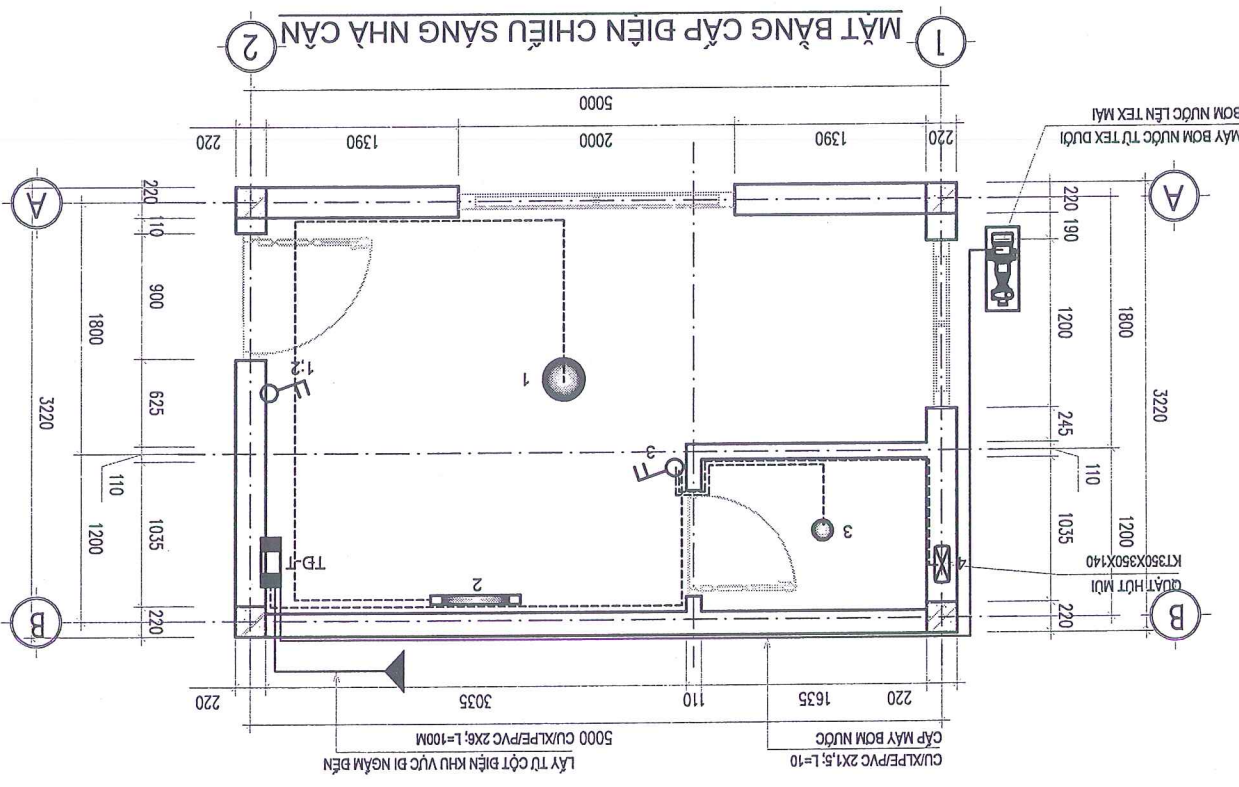 CU/XLPE/PVC 2X1,5; L=10
CẤP MÁY BƠM NƯỚC
LẤY TỪ CỘT ĐIỆN KHU VỰC ĐI NGẦM ĐẾN
5000 CU/XLPE/PVC 2X6; L=100M
220
1635
110
3035
220
B
220
1035
1200
110
245
1200
1800
190
220
3220
A
QUẠT HÚT MÙI
KT350X350X140
4
3
3
2
TĐ-T
1
1:2
B
220
1035
1200
110
625
900
1800
110
220
3220
A
MÁY BƠM NƯỚC TỪ TEX DƯỚI
BƠM NƯỚC LÊN TEX MÁI
220
1390
2000
1390
220
5000
1
2
MẶT BẰNG CẤP ĐIỆN CHIẾU SÁNG NHÀ CÂN